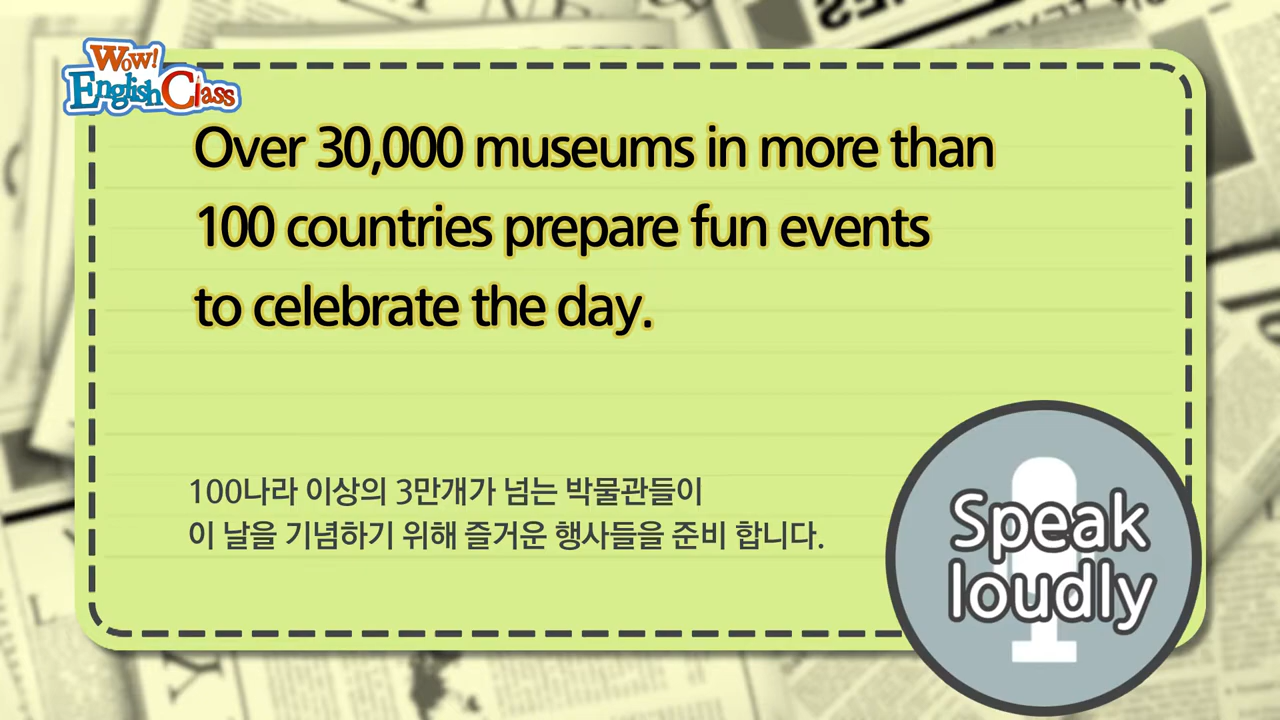 Wow!
English Class
Over 30,000 museums in more than
100 countries prepare fun events
to celebrate the day.
100나라 이상의 3만개가 넘는 박물관들이
이 날을 기념하기 위해 즐거운 행사들을 준비 합니다.
Speak
loudly